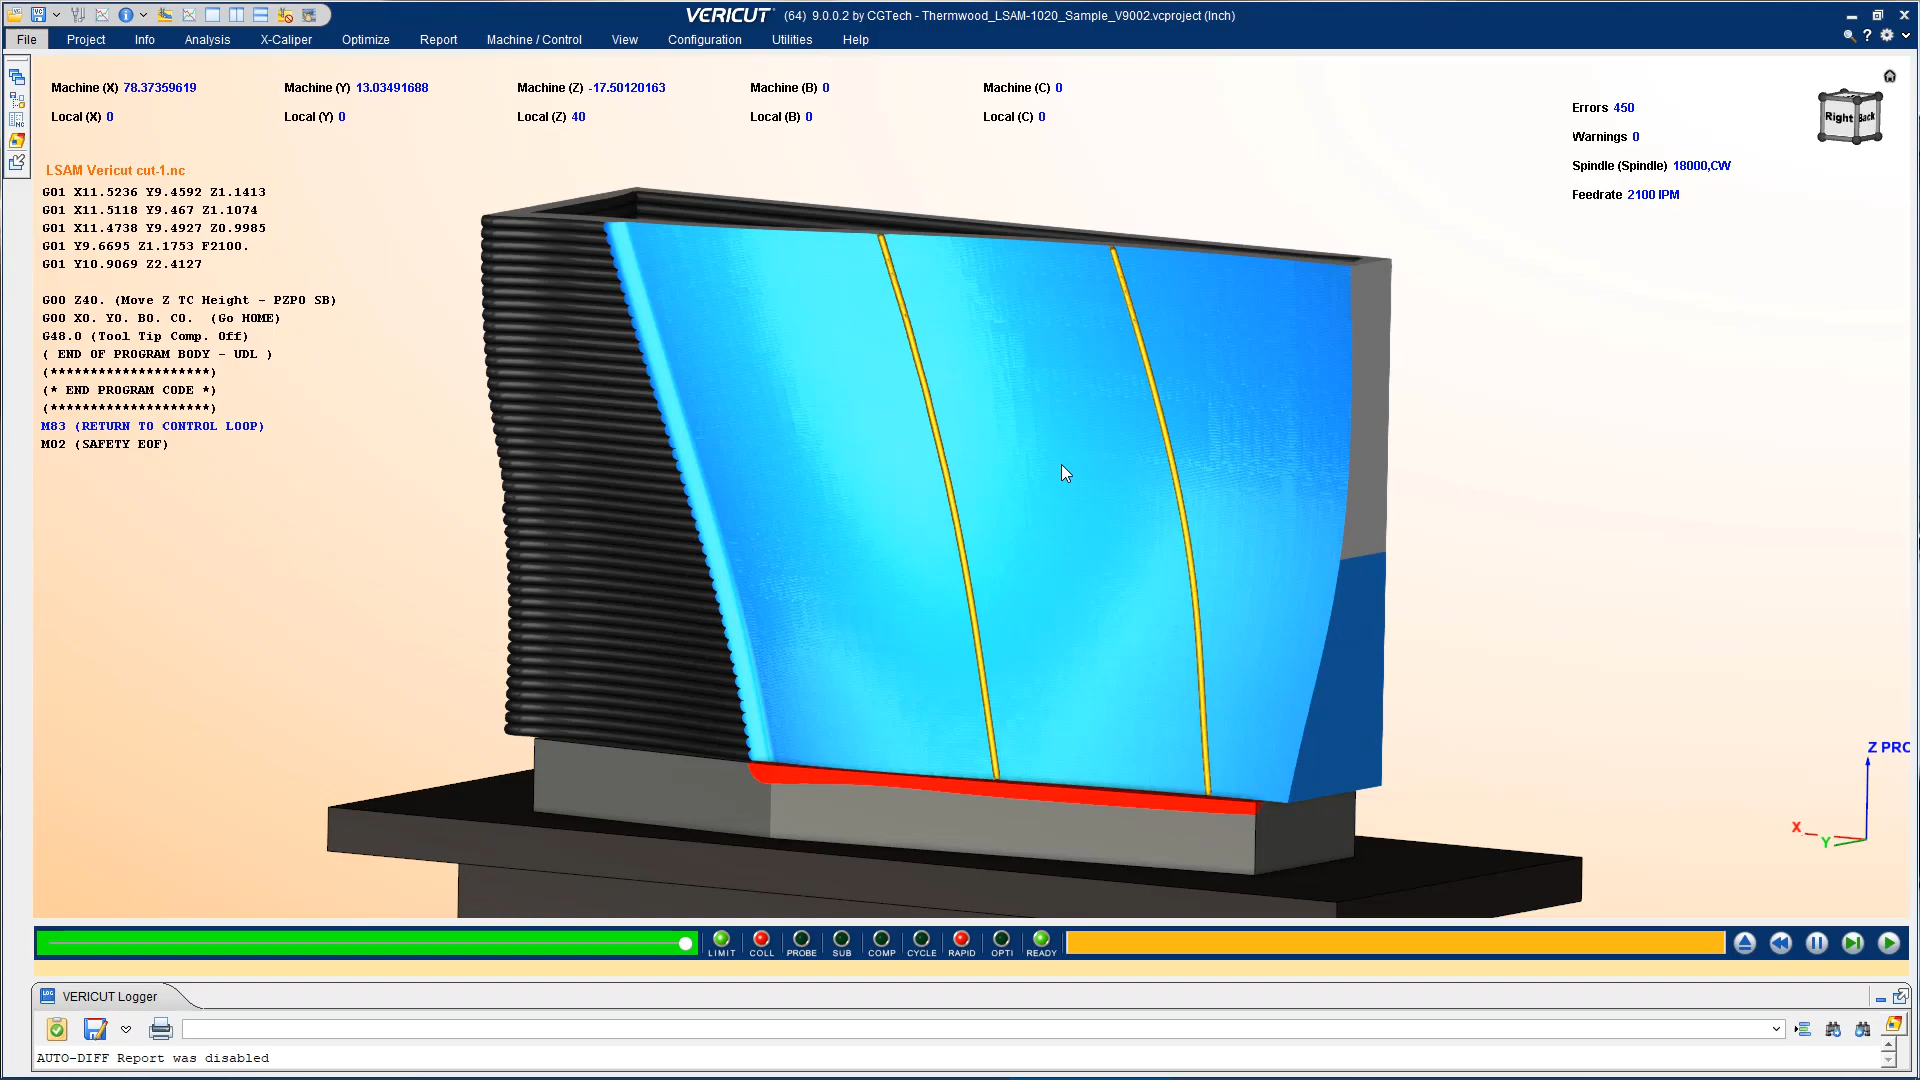 VERICUT (64) 9.0.0.2 by CGTech - Thermwood_LSAM-1020_Sample_V9002.vcproject (Inch)
File Project Info Analysis X-Caliper Optimize Report Machine / Control View Configuration Utilities Help
Machine (X) 78.37359619 Machine (Y) 13.03491688 Machine (Z) -17.50120163 Machine (B) 0 Machine (C) 0
Local (X) 0 Local (Y) 0 Local (Z) 40 Local (B) 0 Local (C) 0
Errors 450
Warnings 0
Spindle (Spindle) 18000,CW
Feedrate 2100 IPM
Right Back
LSAM Vericut cut-1.nc
G01 X11.5236 Y9.4592 Z1.1413
G01 X11.5118 Y9.467 Z1.1074
G01 X11.4738 Y9.4927 Z0.9985
G01 Y9.6695 Z1.1753 F2100.
G01 Y10.9069 Z2.4127
G00 Z40. (Move Z TC Height - PZPO SB)
G00 X0. Y0. B0. C0. (Go HOME)
G48.0 (Tool Tip Comp. Off)
( END OF PROGRAM BODY - UDL )
(********************)
(* END PROGRAM CODE *)
(********************)
M83 (RETURN TO CONTROL LOOP)
M02 (SAFETY EOF)
Z PRO
X
Y
LIMIT COLL PROBE SUB COMP CYCLE RAPID OPTI READY
VERICUT Logger
AUTO-DIFF Report was disabled